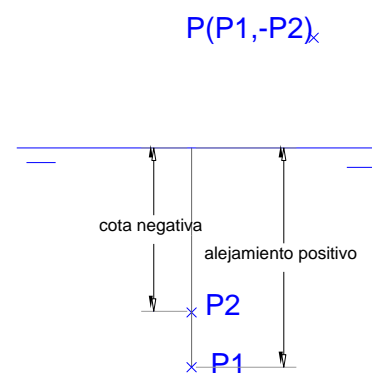 P(P1,-P2)
cota negativa
alejamiento positivo
P2
P1